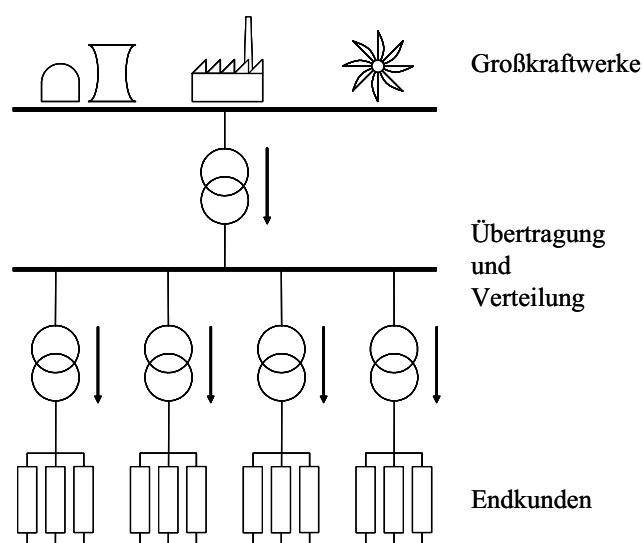 Großkraftwerke
Übertragung
und
Verteilung
Endkunden